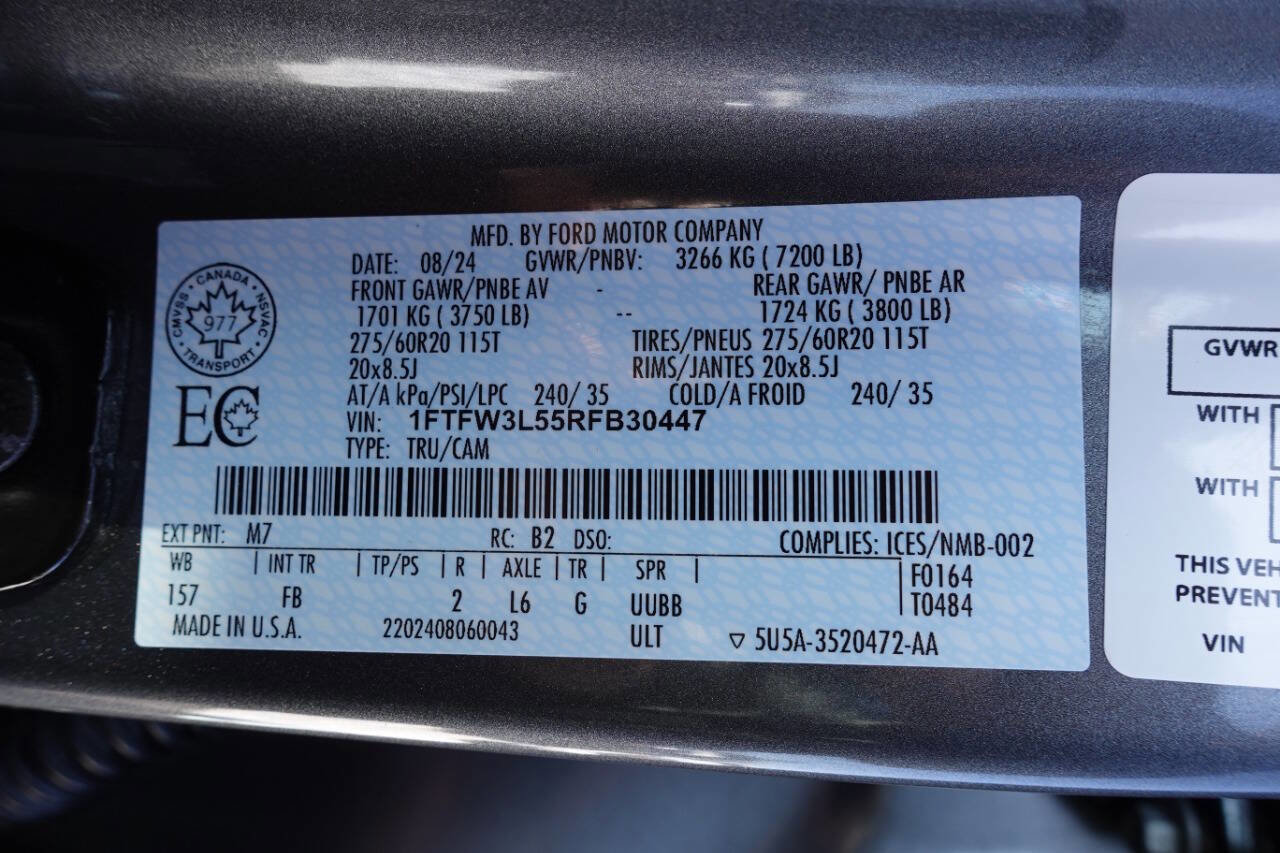 MFD. BY FORD MOTOR COMPANY
DATE: 08/24 GVWR/PNBV: 3266 KG ( 7200 LB)
FRONT GAWR/PNBE AV - REAR GAWR/ PNBE AR
1701 KG ( 3750 LB) -- 1724 KG ( 3800 LB)
275/60R20 115T TIRES/PNEUS 275/60R20 115T
20x8.5J RIMS/JANTES 20x8.5J
AT/A kPa/PSI/LPC 240/ 35 COLD/A FROID 240/ 35
VIN: 1FTFW3L55RFB30447
TYPE: TRU/CAM
CANADA
CMVSS NSVAC
977
TRANSPORT
EC
EXT PNT: M7 RC: B2 DSO: COMPLIES: ICES/NMB-002
WB | INT TR | TP/PS | R | AXLE | TR | SPR | F0164
157 FB 2 L6 G UUBB T0484
MADE IN U.S.A. 2202408060043 ULT ▽ 5U5A-3520472-AA
GVWR
WITH
WITH
THIS VEH
PREVENT
VIN